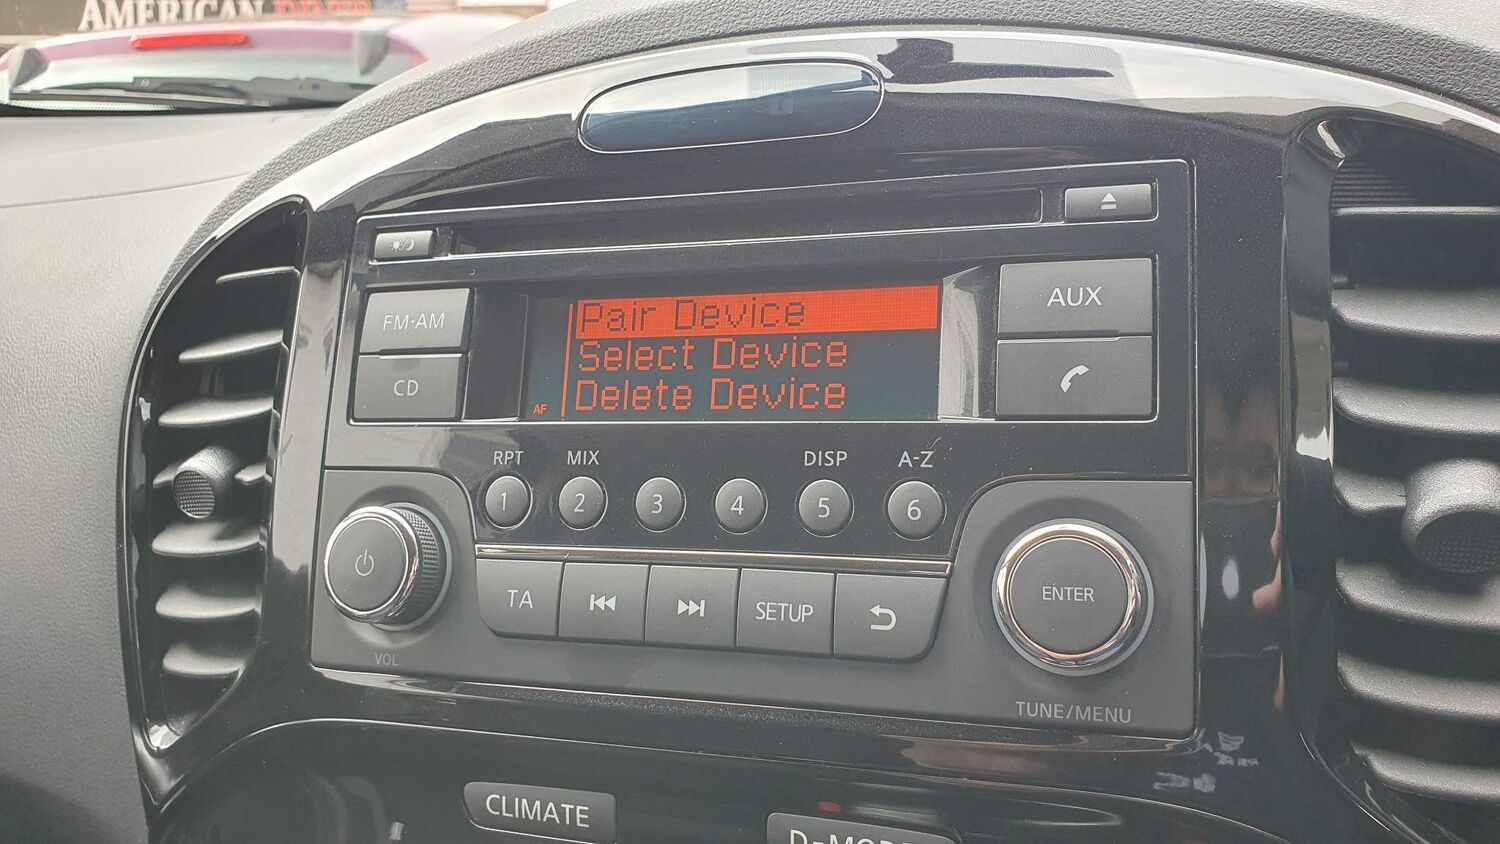 AMERICAN DINER
FM·AM
CD
AUX
Pair Device
Select Device
Delete Device
AF
RPT
MIX
DISP
A-Z
1
2
3
4
5
6
TA
SETUP
ENTER
VOL
TUNE/MENU
CLIMATE